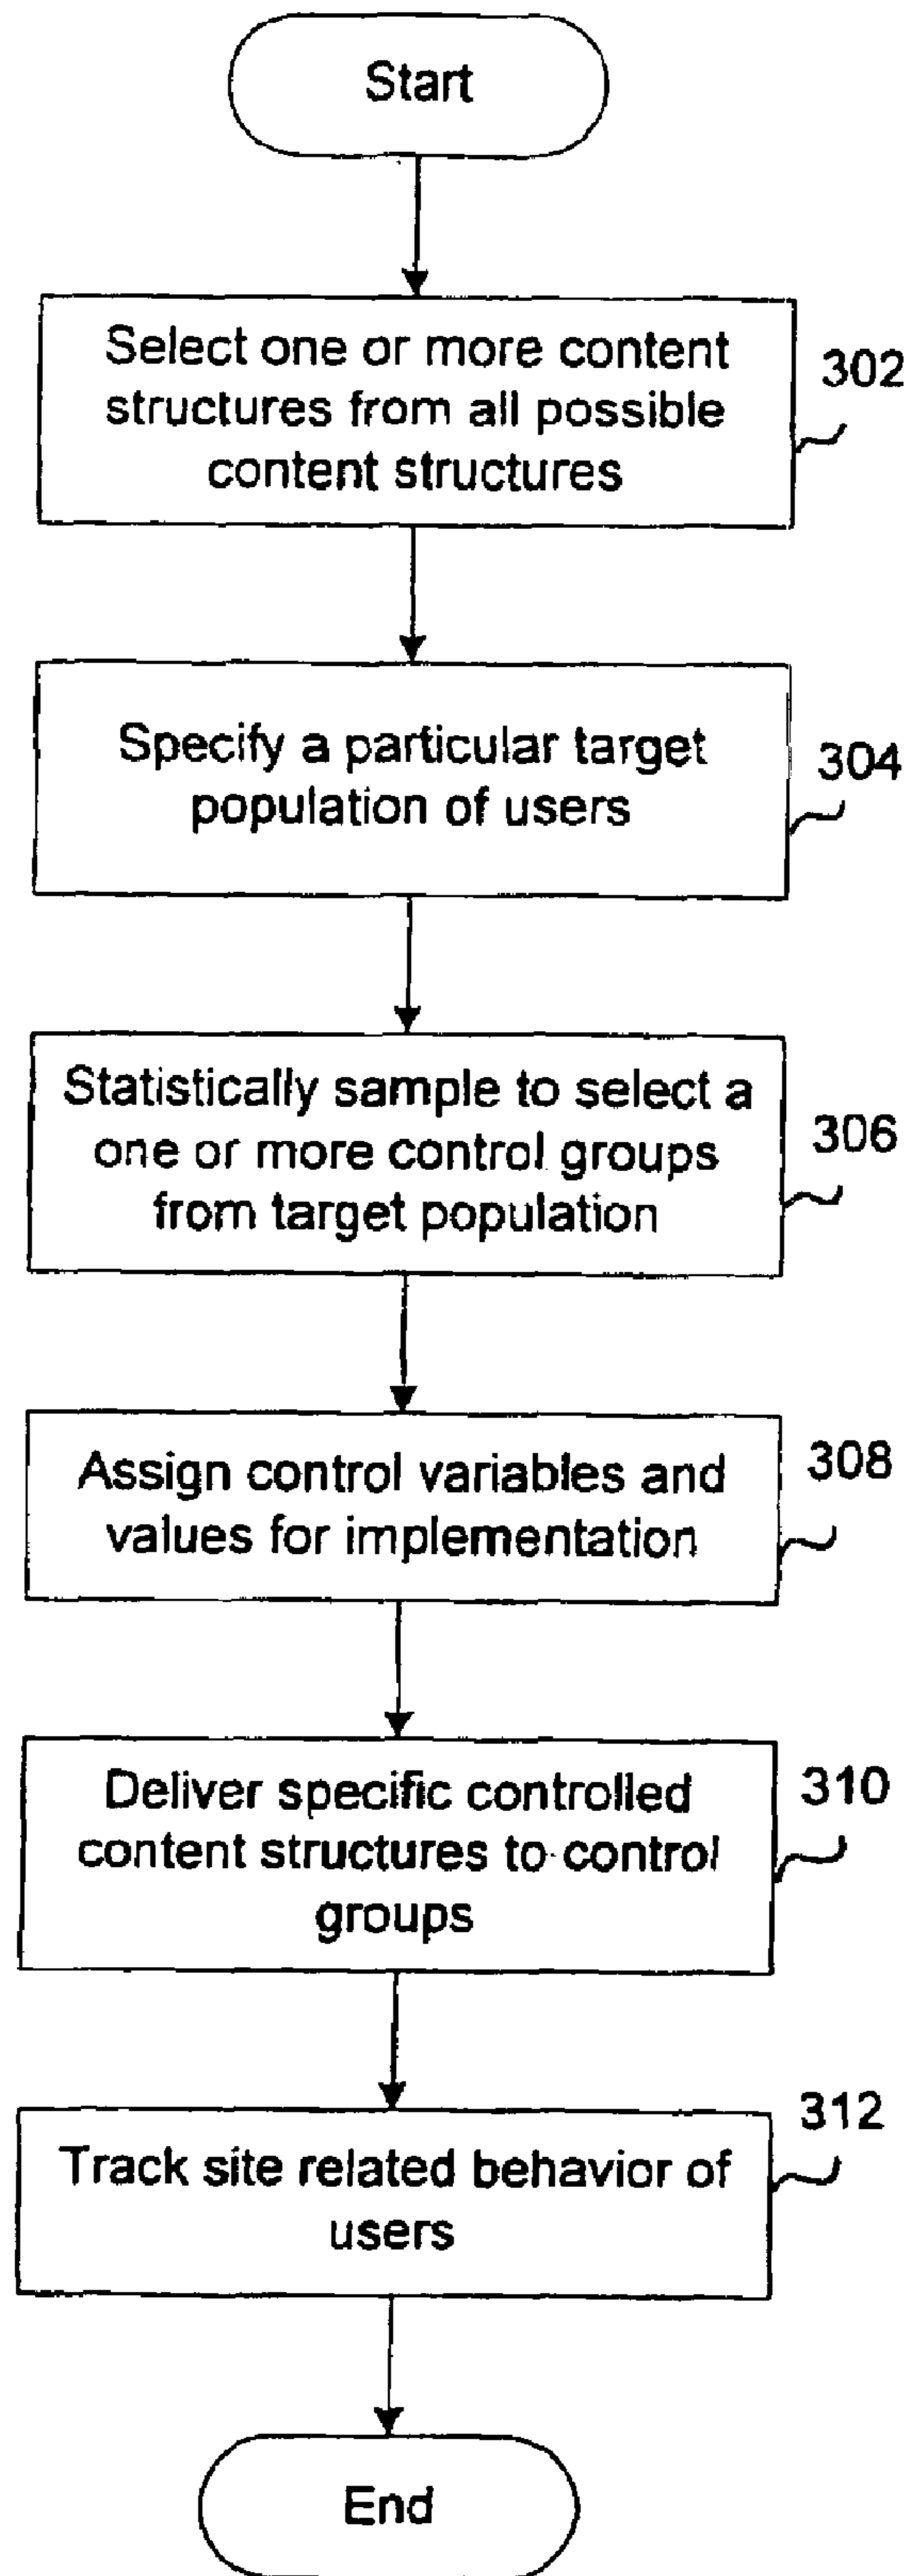 Start
Select one or more content
structures from all possible
content structures
302
Specify a particular target
population of users
304
Statistically sample to select a
one or more control groups
from target population
306
Assign control variables and
values for implementation
308
Deliver specific controlled
content structures to control
groups
310
Track site related behavior of
users
312
End